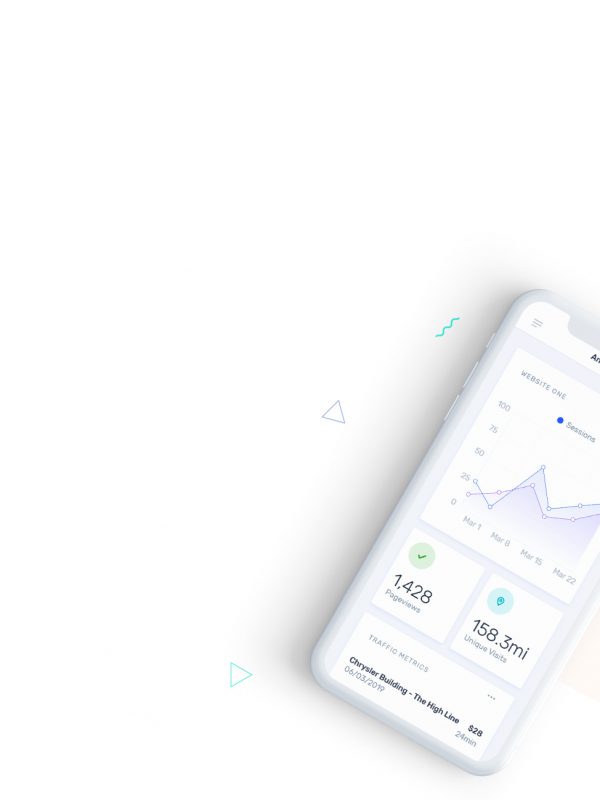 An
WEBSITE ONE
Sessions
100
75
50
25
0
Mar 1 Mar 8 Mar 15 Mar 22
1,428
Pageviews
158.3mi
Unique Visits
TRAFFIC METRICS
Chrysler Building - The High Line $28
06/03/2019 24min